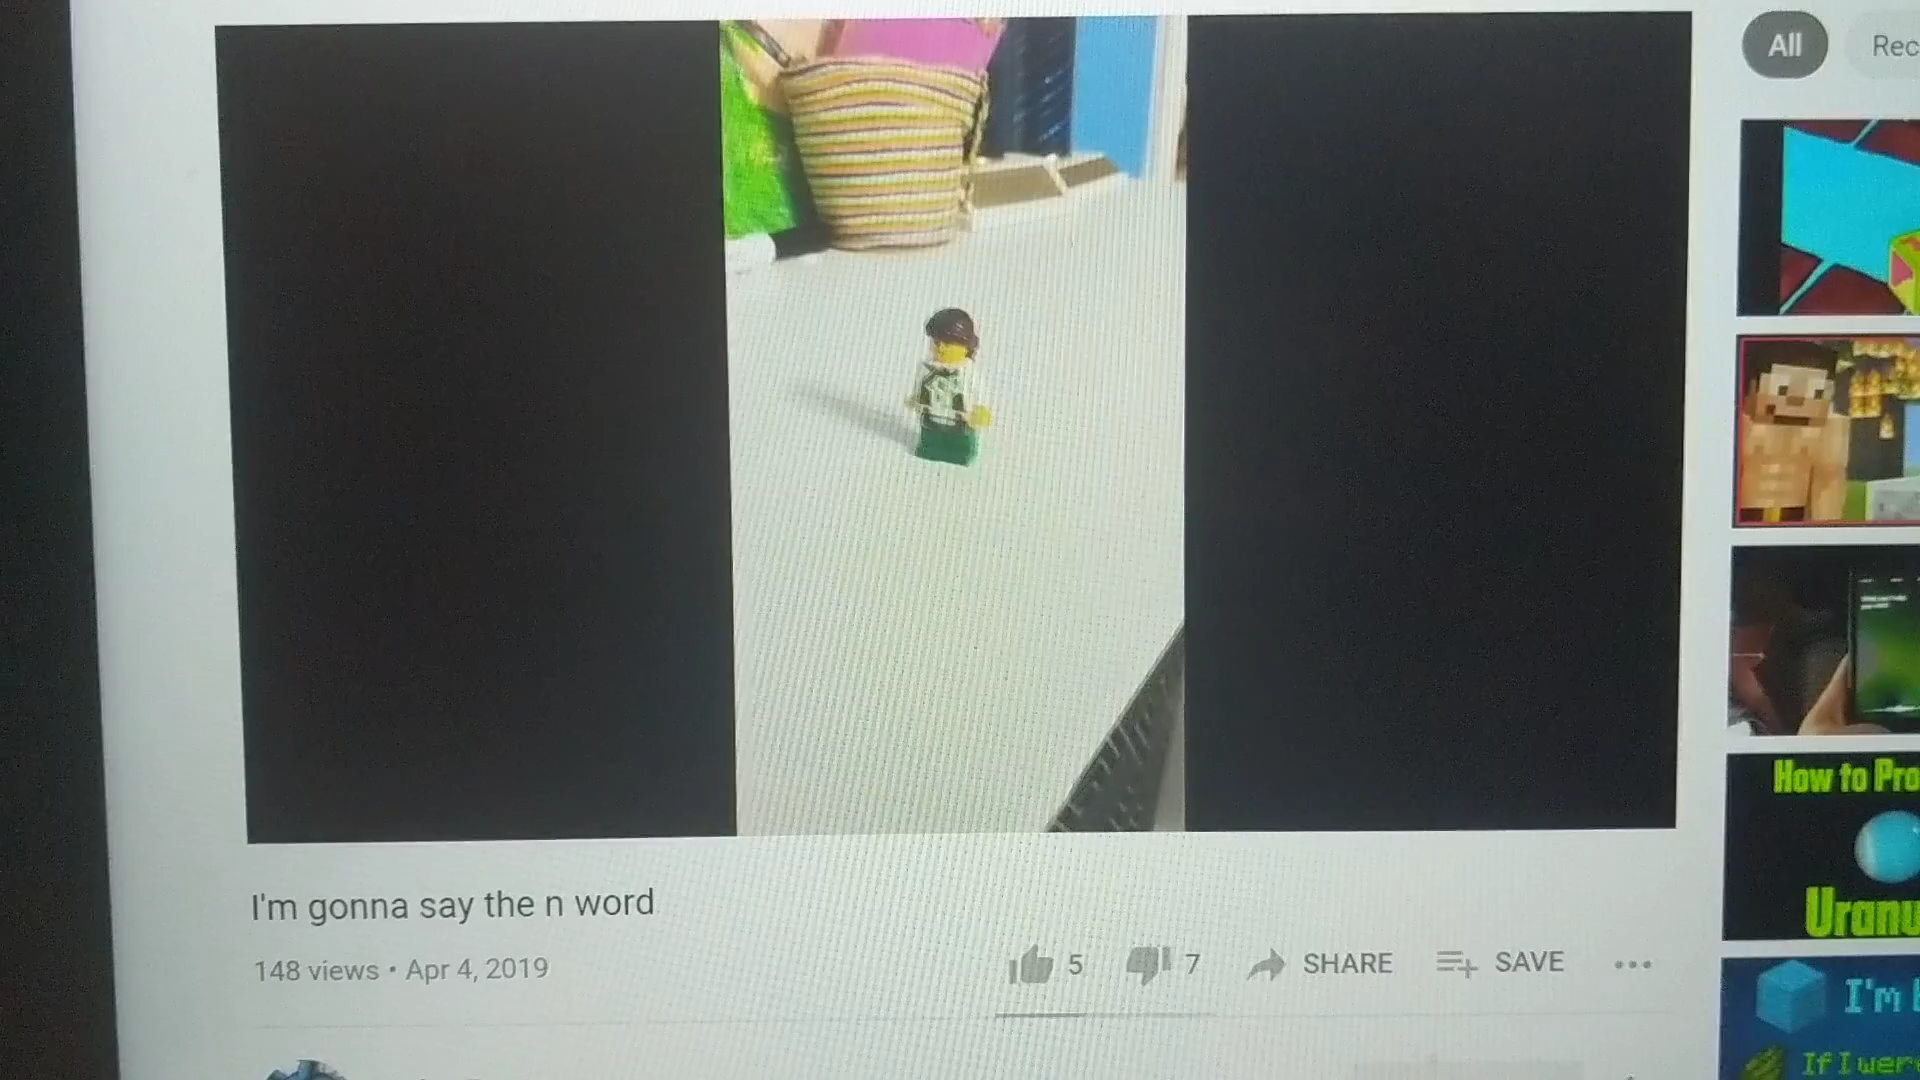 All
Rec
I'm gonna say the n word
148 views • Apr 4, 2019
5
7
SHARE
SAVE
How to Pro
Uranu
I'm
If I were